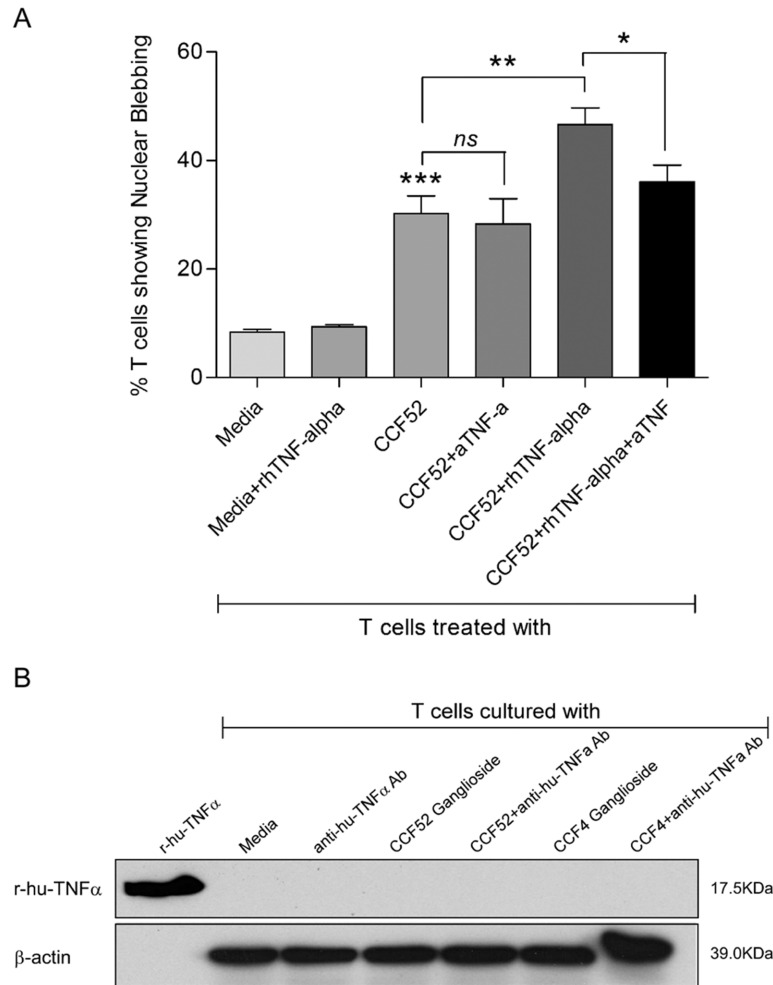 A
% T cells showing Nuclear Blebbing
60
40
20
0
**
*
ns
***
Media
Media+rhTNF-alpha
CCF52
CCF52+aTNF-a
CCF52+rhTNF-alpha
CCF52+rhTNF-alpha+aTNF
T cells treated with
B
T cells cultured with
r-hu-TNFα
Media
anti-hu-TNFα Ab
CCF52 Ganglioside
CCF52+anti-hu-TNFa Ab
CCF4 Ganglioside
CCF4+anti-hu-TNFa Ab
r-hu-TNFα
17.5KDa
β-actin
39.0KDa